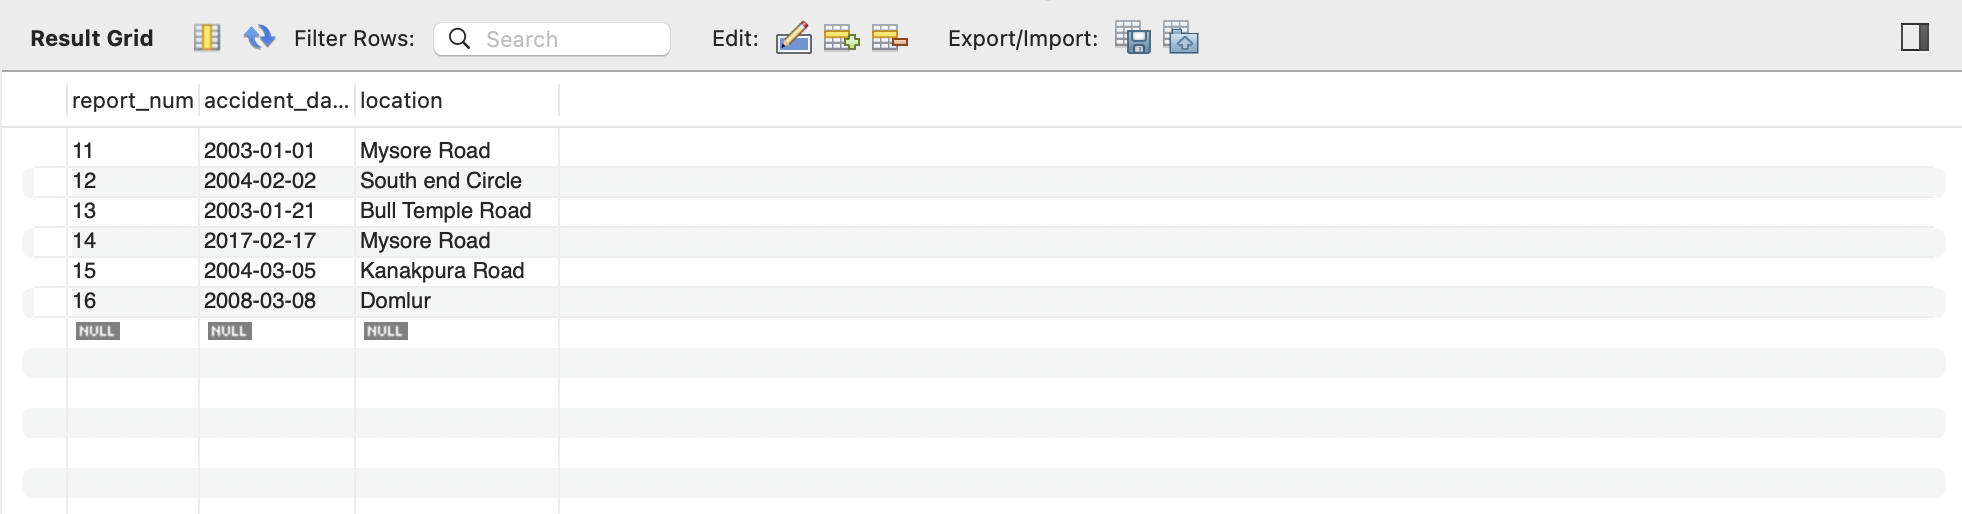 Result Grid Filter Rows: Search Edit: Export/Import:
report_num accident_da... location
11 2003-01-01 Mysore Road
12 2004-02-02 South end Circle
13 2003-01-21 Bull Temple Road
14 2017-02-17 Mysore Road
15 2004-03-05 Kanakpura Road
16 2008-03-08 Domlur
NULL NULL NULL